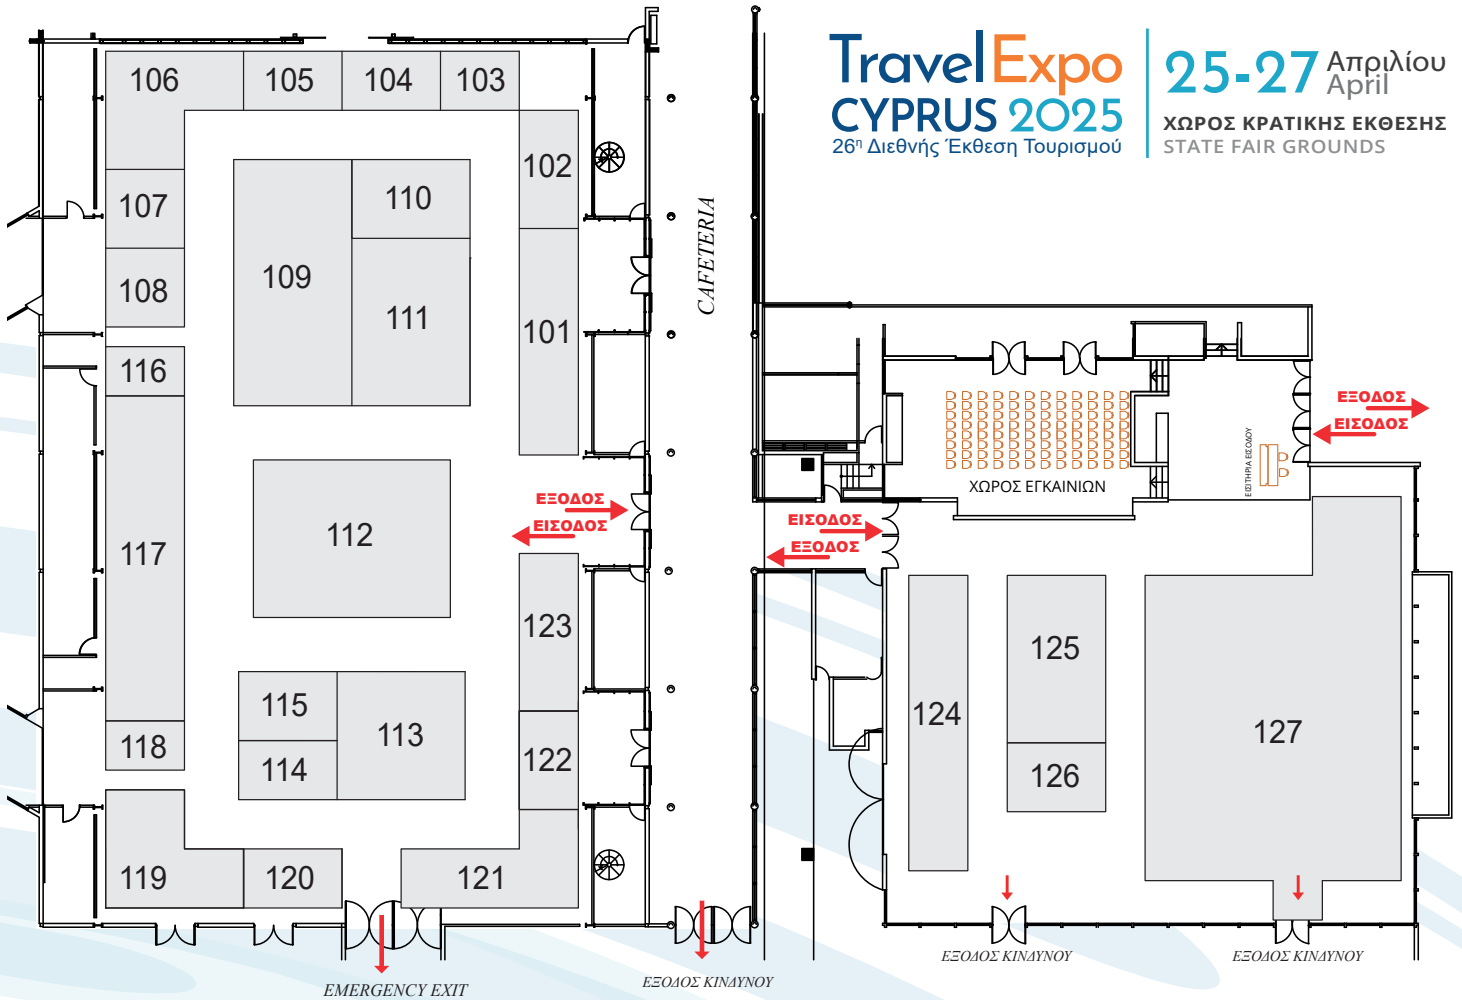 TravelExpo
CYPRUS 2025
26η Διεθνής Έκθεση Τουρισμού
25-27 Απριλίου
April
ΧΩΡΟΣ ΚΡΑΤΙΚΗΣ ΕΚΘΕΣΗΣ
STATE FAIR GROUNDS
106
105
104
103
102
107
110
108
109
111
101
CAFETERIA
116
117
112
ΕΞΟΔΟΣ
ΕΙΣΟΔΟΣ
123
115
113
114
118
122
119
120
121
EMERGENCY EXIT
ΕΞΟΔΟΣ ΚΙΝΔΥΝΟΥ
ΕΞΟΔΟΣ
ΕΙΣΟΔΟΣ
ΕΙΣΙΤΗΡΙΑ ΕΙΣΟΔΟΥ
ΧΩΡΟΣ ΕΓΚΑΙΝΙΩΝ
ΕΙΣΟΔΟΣ
ΕΞΟΔΟΣ
125
124
127
126
ΕΞΟΔΟΣ ΚΙΝΔΥΝΟΥ
ΕΞΟΔΟΣ ΚΙΝΔΥΝΟΥ